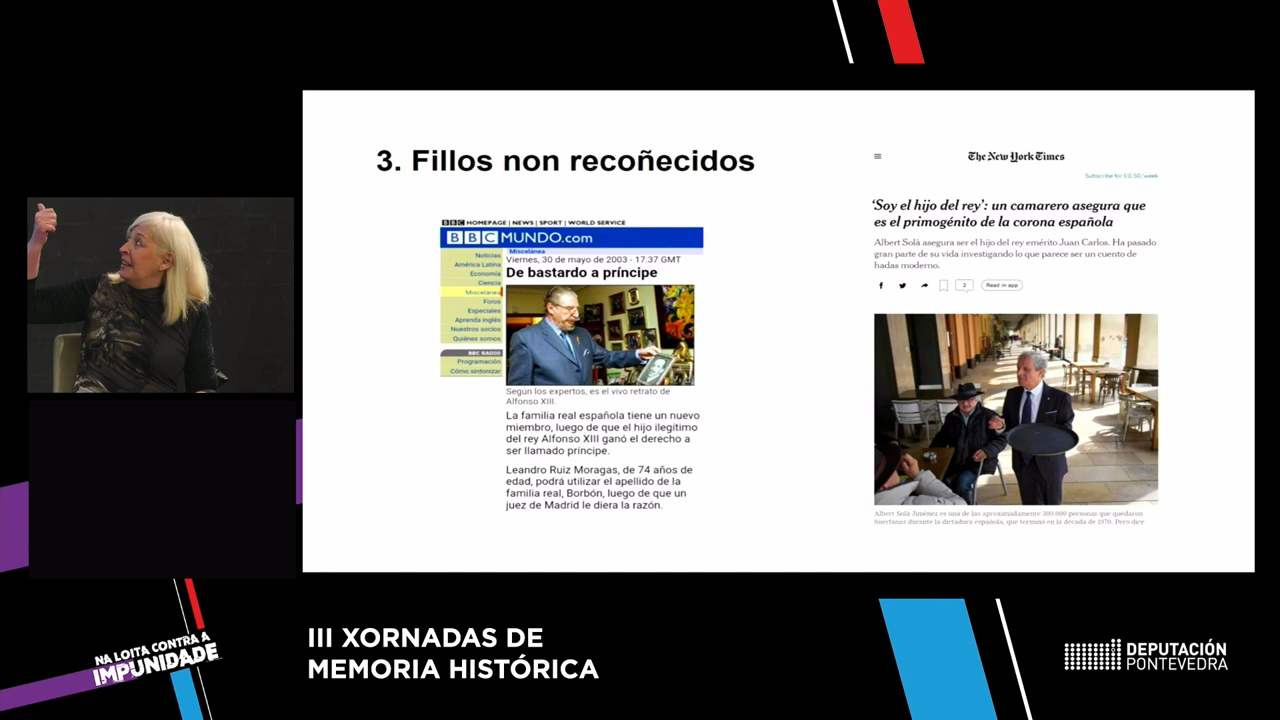 3. Fillos non recoñecidos
BBC HOMEPAGE | NEWS | SPORT | WORLD SERVICE
BBC MUNDO.com
Miscelánea
Noticias
América Latina
Economía
Ciencia
Miscelánea
Foros
Especiales
Aprenda inglés
Nuestros socios
Quiénes somos
BBC RADIO
Programación
Cómo sintonizar
Viernes, 30 de mayo de 2003 - 17:37 GMT
De bastardo a príncipe
Según los expertos, es el vivo retrato de
Alfonso XIII.
La familia real española tiene un nuevo
miembro, luego de que el hijo ilegítimo
del rey Alfonso XIII ganó el derecho a
ser llamado príncipe.
Leandro Ruiz Moragas, de 74 años de
edad, podrá utilizar el apellido de la
familia real, Borbón, luego de que un
juez de Madrid le diera la razón.
The New York Times
Subscribe for €0.50/week
‘Soy el hijo del rey’: un camarero asegura que
es el primogénito de la corona española
Albert Solà asegura ser el hijo del rey emérito Juan Carlos. Ha pasado
gran parte de su vida investigando lo que parece ser un cuento de
hadas moderno.
2
Read in app
Albert Solà Jiménez es una de las aproximadamente 300.000 personas que quedaron
huérfanas durante la dictadura española, que terminó en la década de 1970. Pero dice
NA LOITA CONTRA A
IMPUNIDADE
III XORNADAS DE
MEMORIA HISTÓRICA
DEPUTACIÓN
PONTEVEDRA